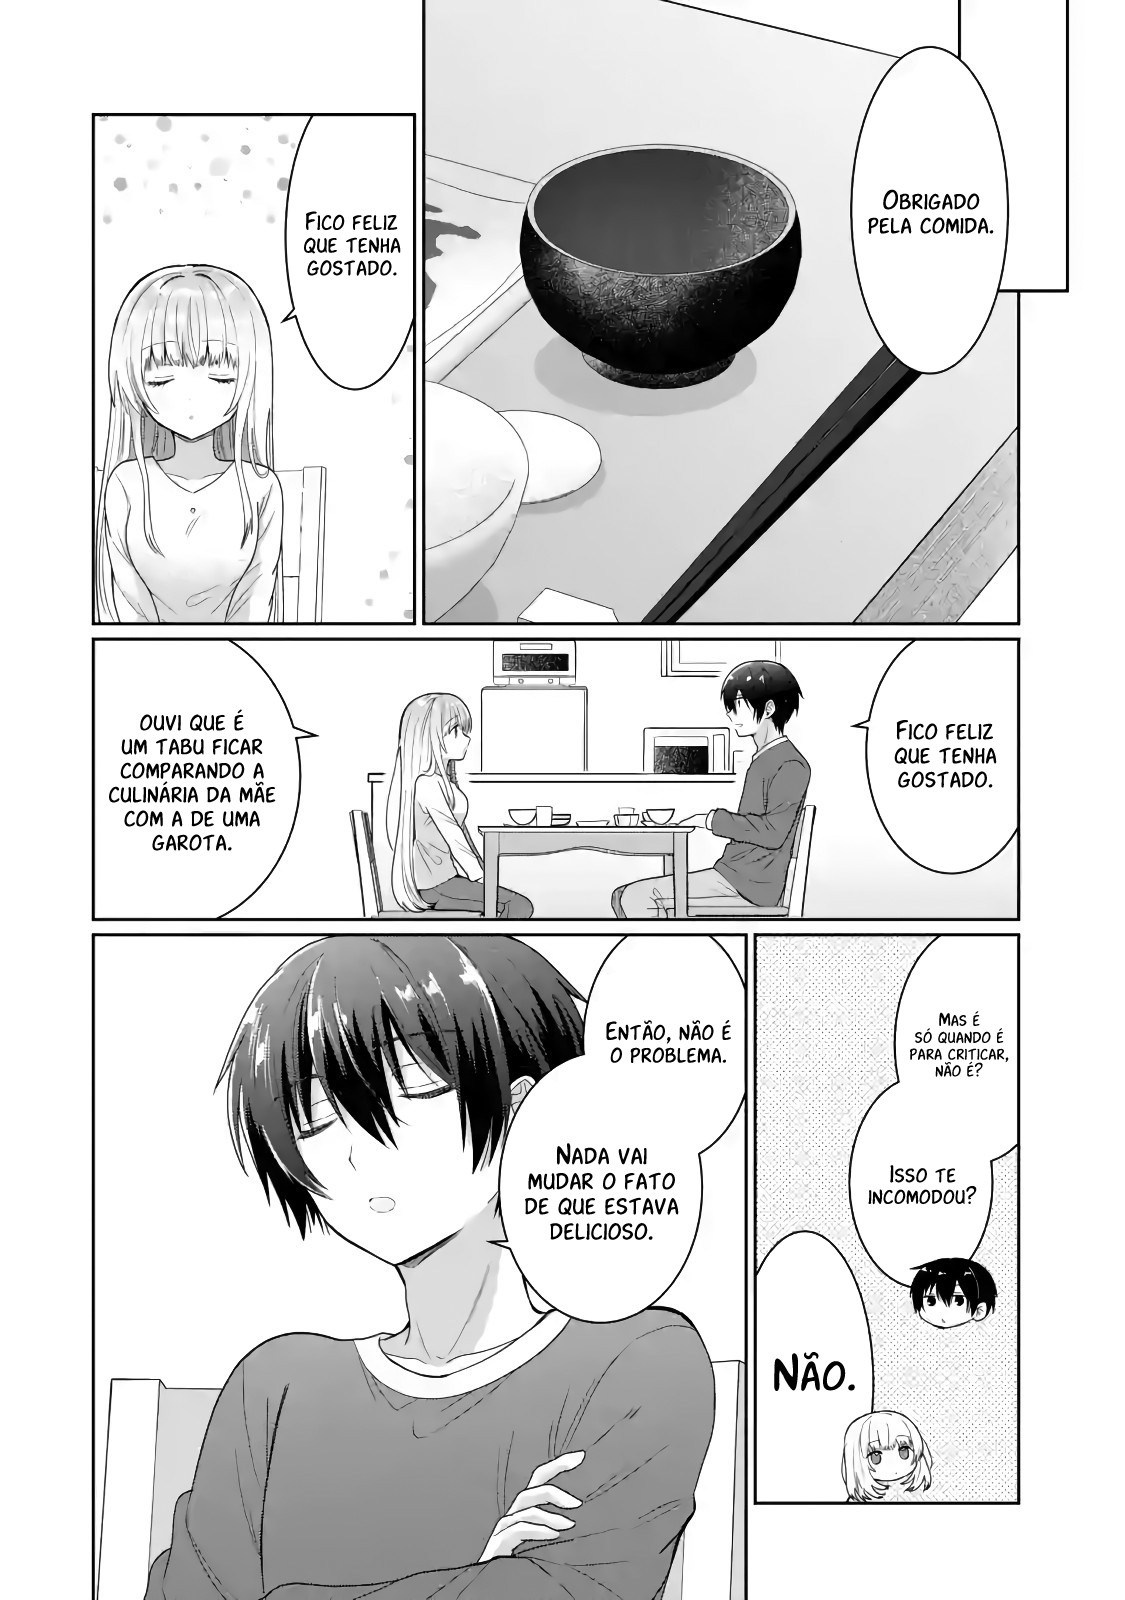 OBRIGADO
PELA COMIDA.
FICO FELIZ
QUE TENHA
GOSTADO.
FICO FELIZ
QUE TENHA
GOSTADO.
OUVI QUE É
UM TABU FICAR
COMPARANDO A
CULINÁRIA DA MÃE
COM A DE UMA
GAROTA.
MAS É
SÓ QUANDO É
PARA CRITICAR,
NÃO É?
ISSO TE
INCOMODOU?
NÃO.
ENTÃO, NÃO É
O PROBLEMA.
NADA VAI
MUDAR O FATO
DE QUE ESTAVA
DELICIOSO.